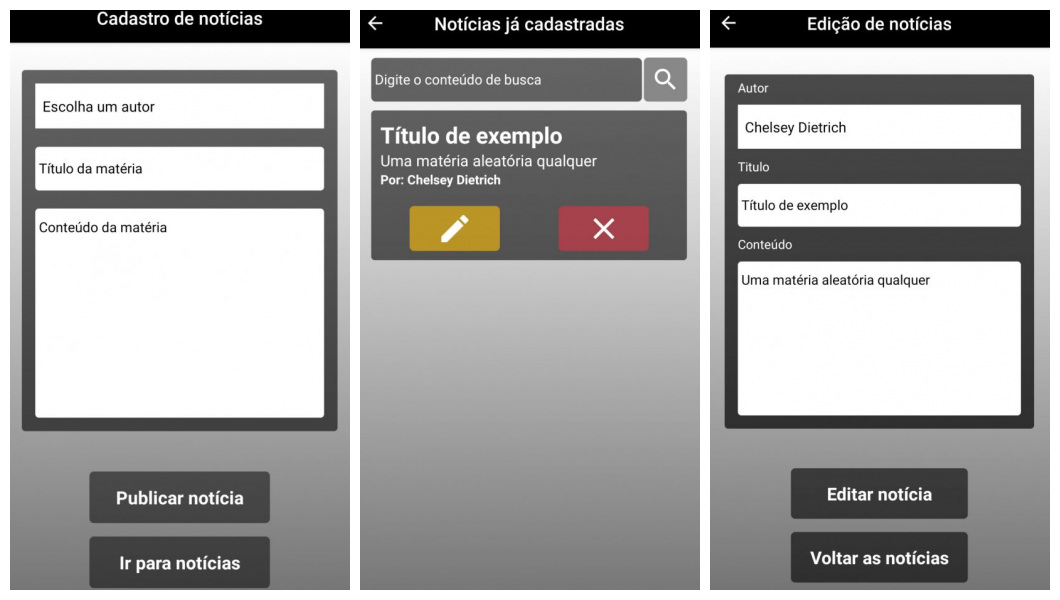 Cadastro de notícias
Escolha um autor
Título da matéria
Conteúdo da matéria
Publicar notícia
Ir para notícias
Notícias já cadastradas
Digite o conteúdo de busca
Título de exemplo
Uma matéria aleatória qualquer
Por: Chelsey Dietrich
Edição de notícias
Autor
Chelsey Dietrich
Titulo
Título de exemplo
Conteúdo
Uma matéria aleatória qualquer
Editar notícia
Voltar as notícias